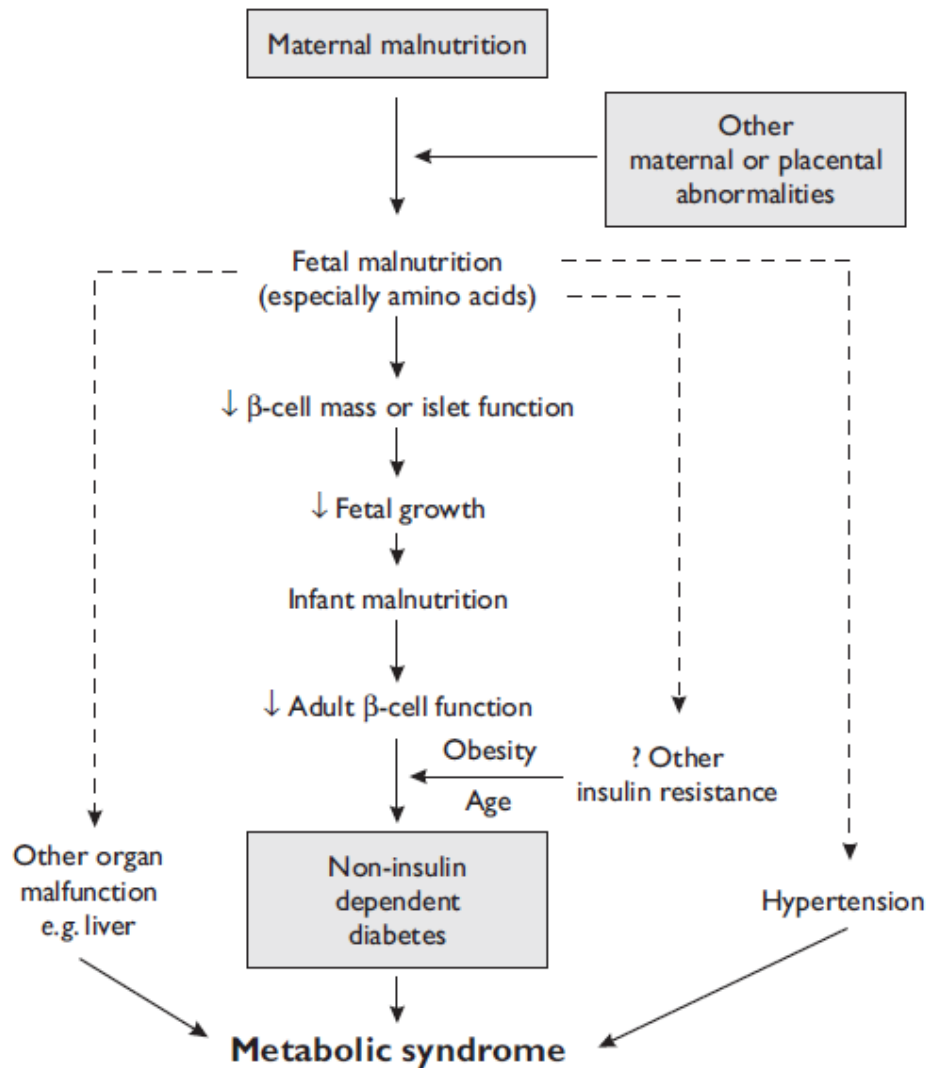 Maternal malnutrition
Other
maternal or placental
abnormalities
Fetal malnutrition
(especially amino acids)
↓ β-cell mass or islet function
↓ Fetal growth
Infant malnutrition
↓ Adult β-cell function
Obesity
Age
? Other
insulin resistance
Other organ
malfunction
e.g. liver
Non-insulin
dependent
diabetes
Hypertension
Metabolic syndrome